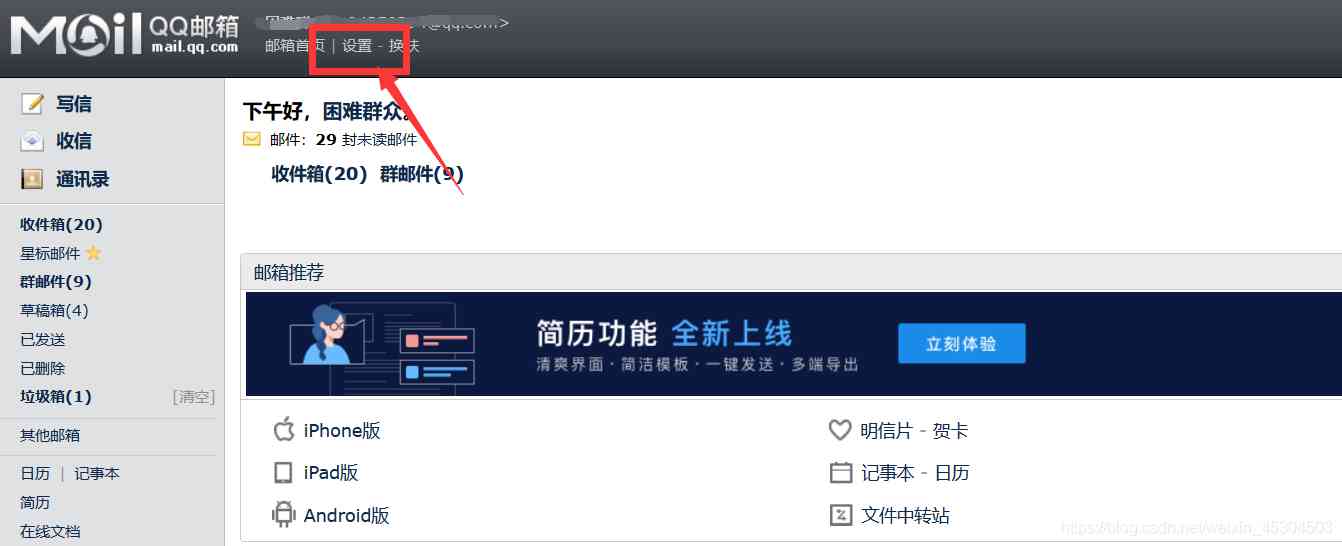 MOil QQ邮箱
mail.qq.com
@qq.com>
邮箱首页 | 设置 - 换肤
写信
收信
通讯录
收件箱(20)
星标邮件
群邮件(9)
草稿箱(4)
已发送
已删除
垃圾箱(1) [清空]
其他邮箱
日历 | 记事本
简历
在线文档
下午好，困难群众。
邮件：29 封未读邮件
收件箱(20) 群邮件(9)
邮箱推荐
简历功能 全新上线
清爽界面·简洁模板·一键发送·多端导出
立刻体验
iPhone版
明信片 - 贺卡
iPad版
记事本 - 日历
Android版
文件中转站
https://blog.csdn.net/weixin_45304503